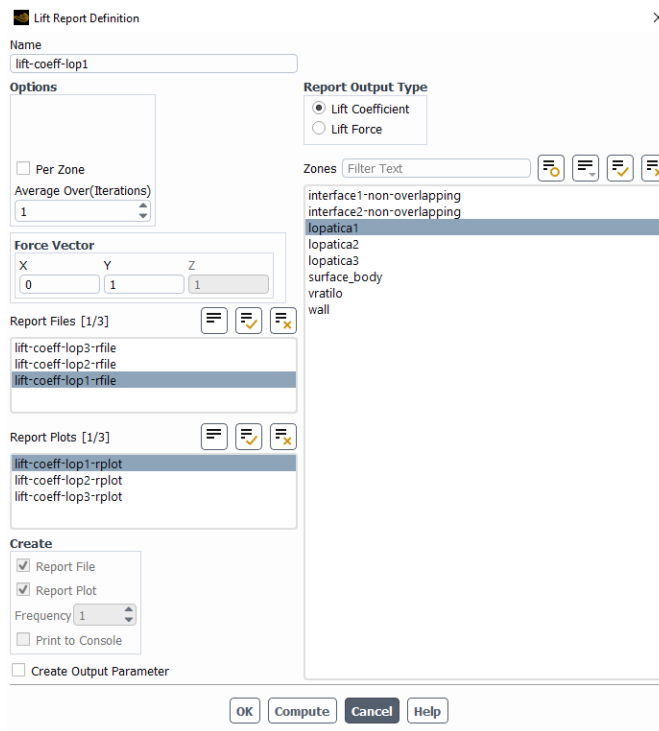 Lift Report Definition
Name
lift-coeff-lop1
Options
Per Zone
Average Over(Iterations)
1
Force Vector
X Y Z
0 1 1
Report Files [1/3]
lift-coeff-lop3-rfile
lift-coeff-lop2-rfile
lift-coeff-lop1-rfile
Report Plots [1/3]
lift-coeff-lop1-rplot
lift-coeff-lop2-rplot
lift-coeff-lop3-rplot
Create
Report File
Report Plot
Frequency 1
Print to Console
Create Output Parameter
Report Output Type
Lift Coefficient
Lift Force
Zones Filter Text
interface1-non-overlapping
interface2-non-overlapping
lopatica1
lopatica2
lopatica3
surface_body
vratilo
wall
OK Compute Cancel Help